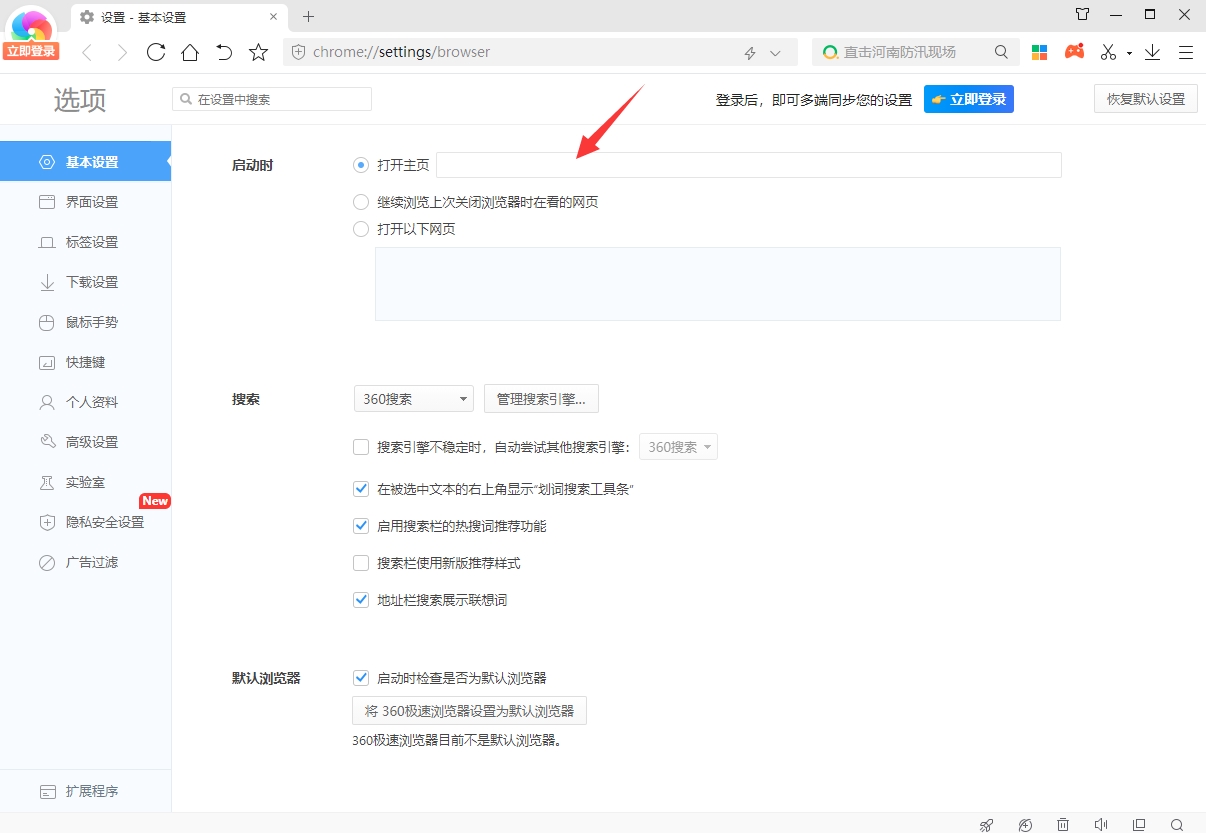 设置 - 基本设置
立即登录
chrome://settings/browser
直击河南防汛现场
选项
在设置中搜索
登录后，即可多端同步您的设置
立即登录
恢复默认设置
基本设置
界面设置
标签设置
下载设置
鼠标手势
快捷键
个人资料
高级设置
实验室
New
隐私安全设置
广告过滤
扩展程序
启动时
打开主页
继续浏览上次关闭浏览器时在看的网页
打开以下网页
搜索
360搜索
管理搜索引擎...
搜索引擎不稳定时，自动尝试其他搜索引擎：
360搜索
在被选中文本的右上角显示“划词搜索工具条”
启用搜索栏的热搜词推荐功能
搜索栏使用新版推荐样式
地址栏搜索展示联想词
默认浏览器
启动时检查是否为默认浏览器
将 360极速浏览器设置为默认浏览器
360极速浏览器目前不是默认浏览器。